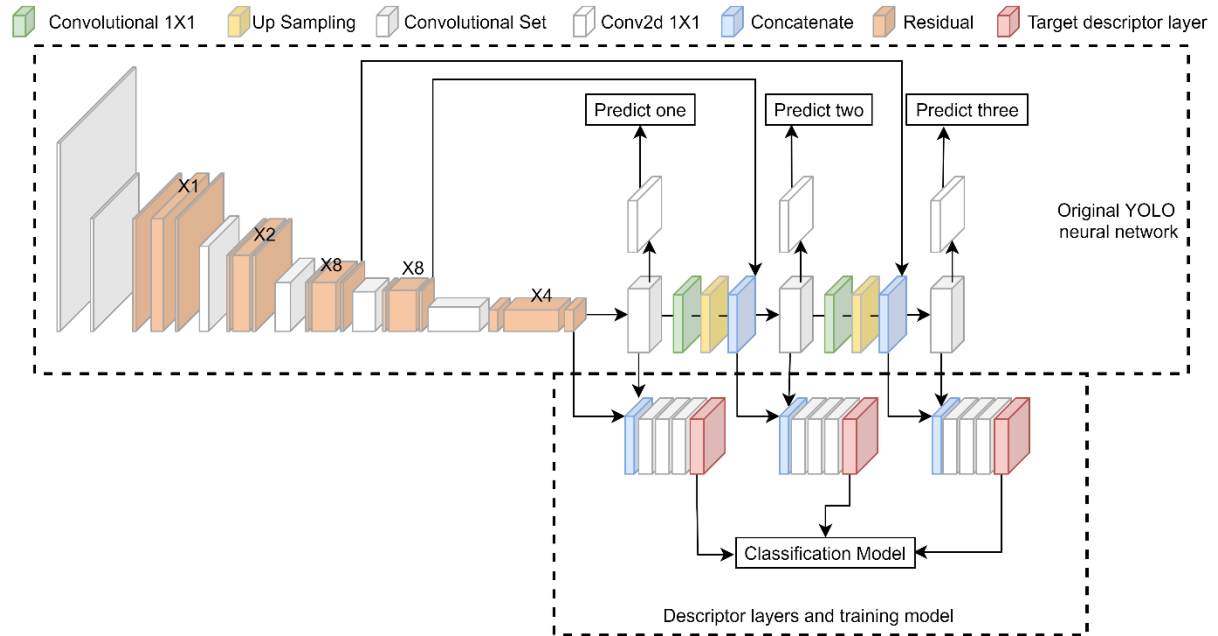 Convolutional 1X1
Up Sampling
Convolutional Set
Conv2d 1X1
Concatenate
Residual
Target descriptor layer
Predict one
Predict two
Predict three
X1
X2
X8
X8
X4
Original YOLO
neural network
Classification Model
Descriptor layers and training model